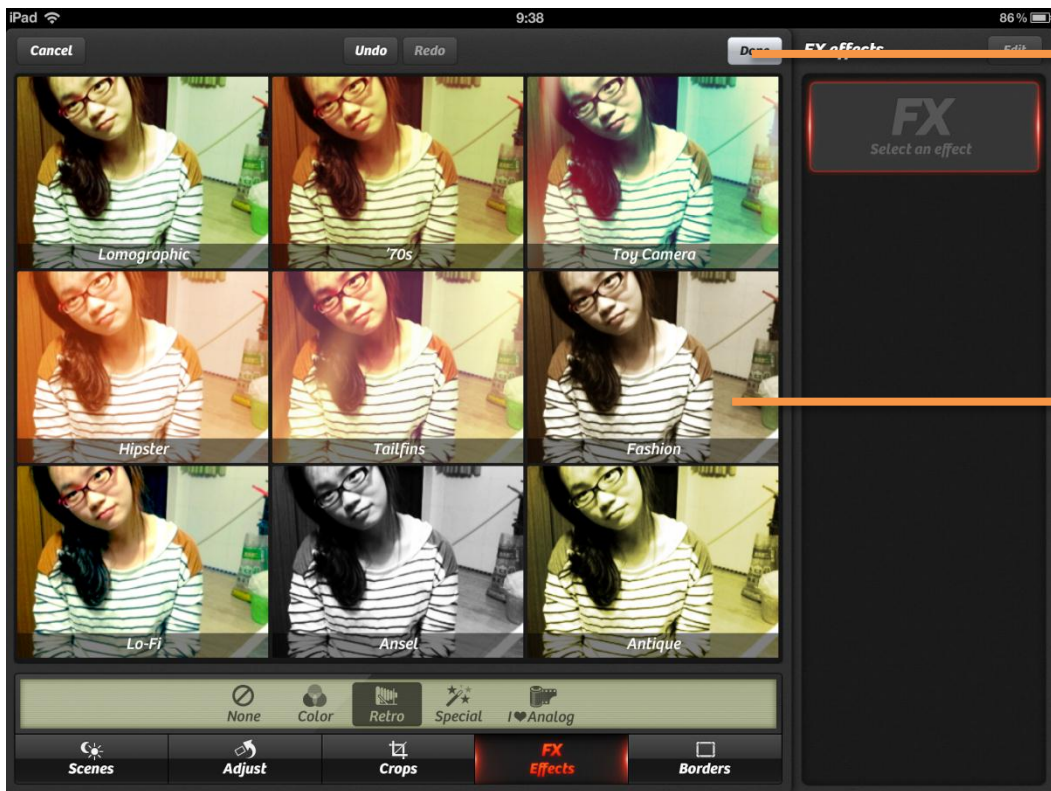 iPad 9:38 86%
Cancel Undo Redo Done FX effects Edit
FX
Select an effect
Lomographic '70s Toy Camera
Hipster Tailfins Fashion
Lo-Fi Ansel Antique
None Color Retro Special I♥Analog
FX
Scenes Adjust Crops Effects Borders